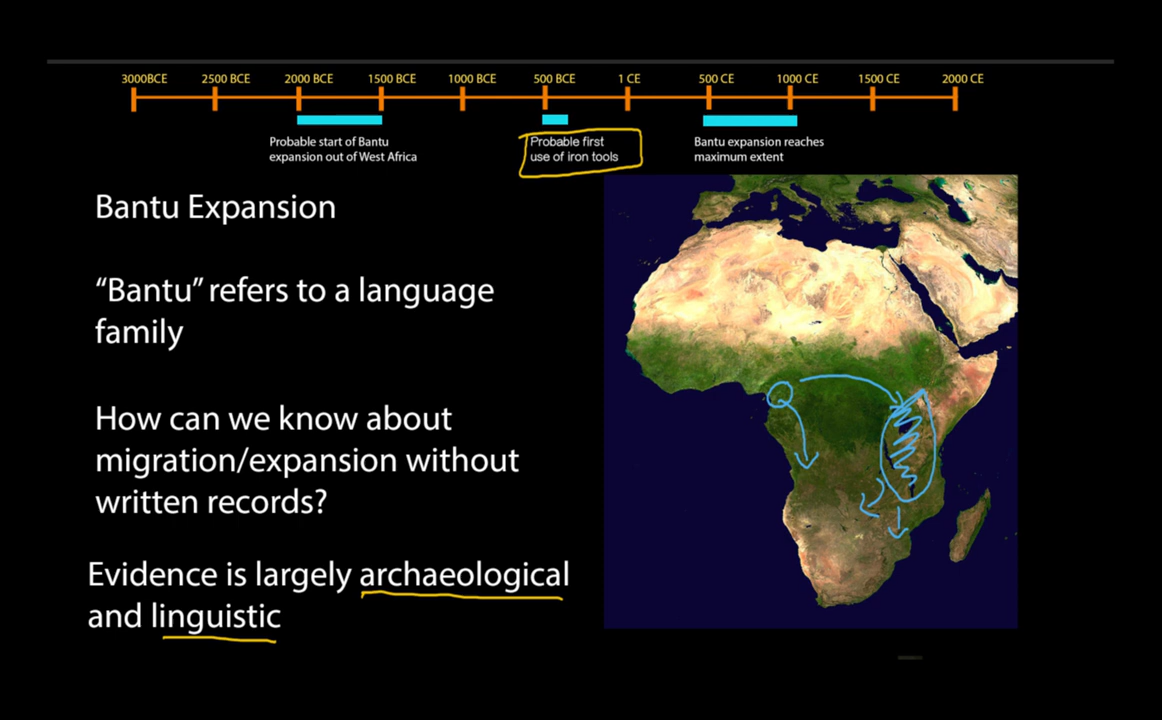 3000BCE 2500 BCE 2000 BCE 1500 BCE 1000 BCE 500 BCE 1 CE 500 CE 1000 CE 1500 CE 2000 CE
Probable start of Bantu
expansion out of West Africa
Probable first
use of iron tools
Bantu expansion reaches
maximum extent
Bantu Expansion
“Bantu” refers to a language
family
How can we know about
migration/expansion without
written records?
Evidence is largely archaeological
and linguistic